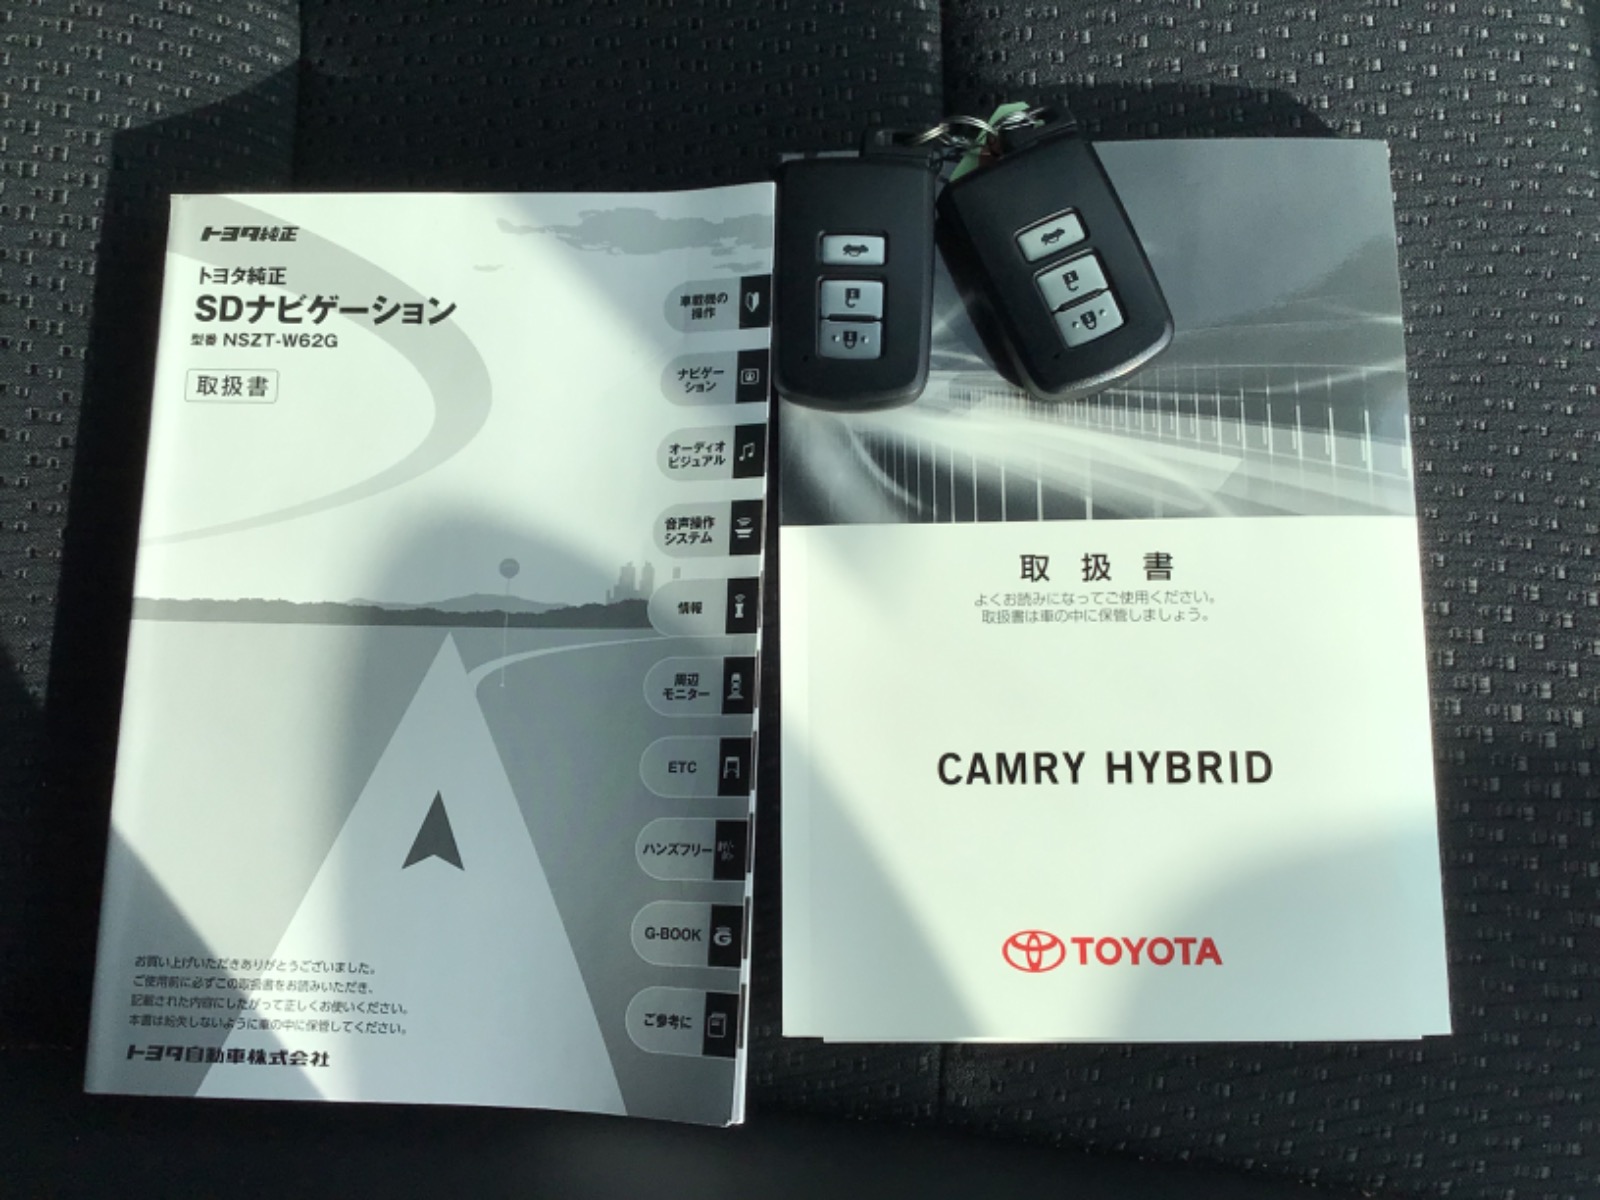 トヨタ純正
トヨタ純正
SDナビゲーション
型番 NSZT-W62G
取扱書
車載機の
操作
ナビゲー
ション
オーディオ
ビジュアル
音声操作
システム
情報
周辺
モニター
ETC
ハンズフリー
G-BOOK
ご参考に
お買い上げいただきありがとうございました。
ご使用前に必ずこの取扱書をお読みいただき、
記載された内容にしたがって正しくお使いください。
本書は紛失しないように車の中に保管してください。
トヨタ自動車株式会社
取扱書
よくお読みになってご使用ください。
取扱書は車の中に保管しましょう。
CAMRY HYBRID
TOYOTA